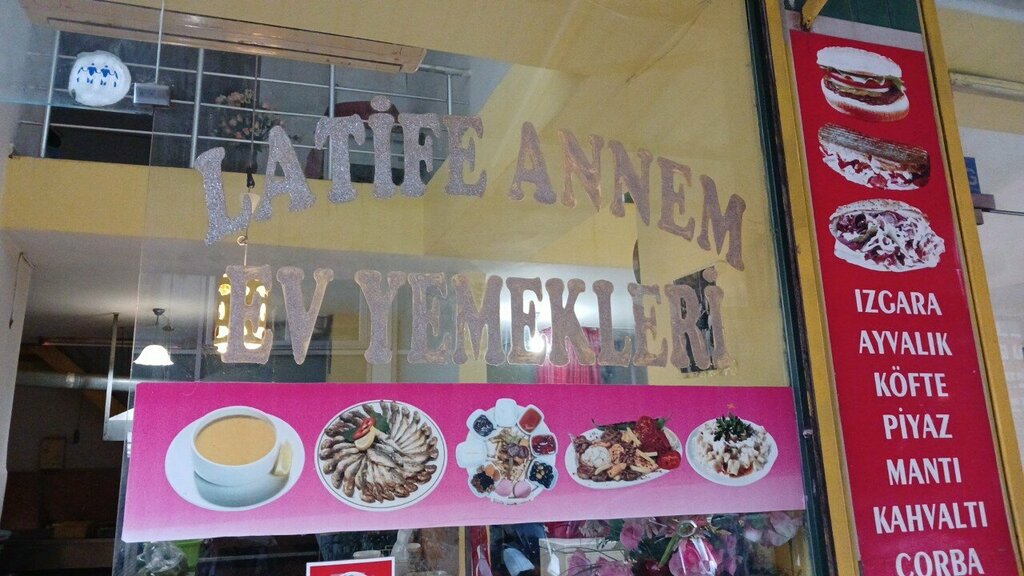 LATİFE ANNEM
EV YEMEKLERİ
IZGARA
AYVALIK
KÖFTE
PİYAZ
MANTI
KAHVALTI
ÇORBA